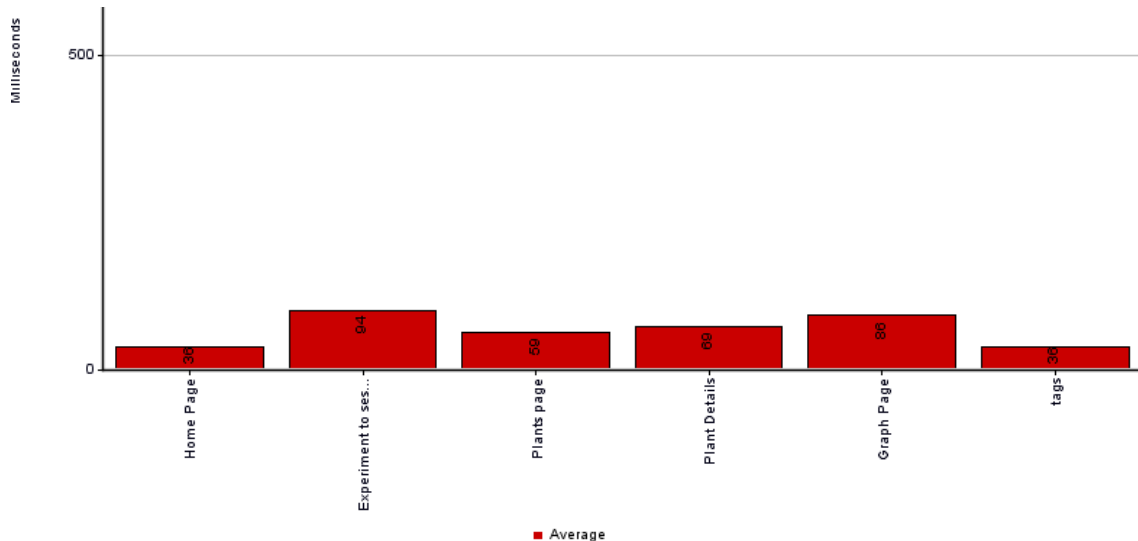 Milliseconds
500
0
36
94
59
69
86
36
Home Page
Experiment to ses...
Plants page
Plant Details
Graph Page
tags
Average